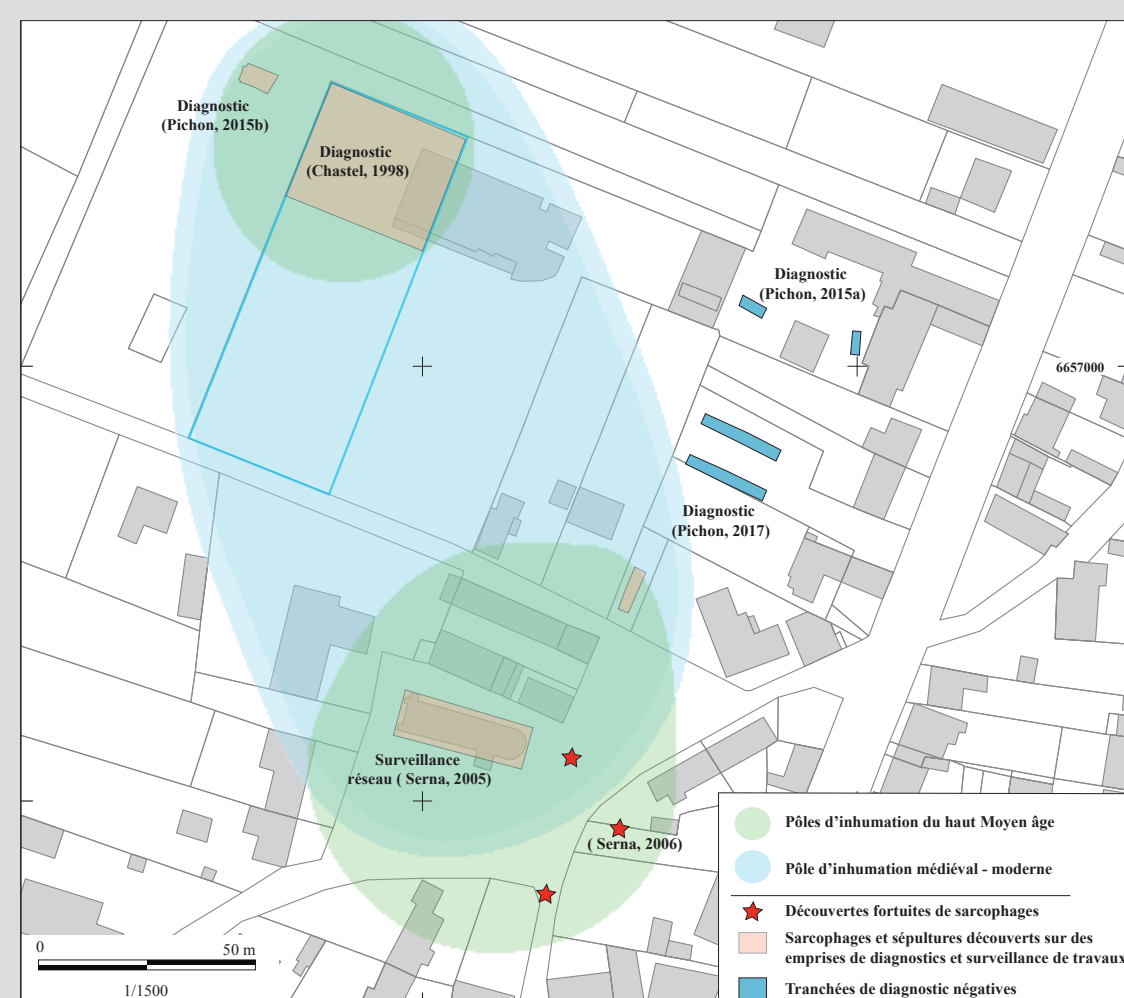 Diagnostic
(Pichon, 2015b)
Diagnostic
(Chastel, 1998)
Diagnostic
(Pichon, 2015a)
6657000
Diagnostic
(Pichon, 2017)
Surveillance
réseau ( Serna, 2005)
( Serna, 2006)
Pôles d'inhumation du haut Moyen âge
Pôle d'inhumation médiéval - moderne
Découvertes fortuites de sarcophages
Sarcophages et sépultures découverts sur des
emprises de diagnostics et surveillance de travaux
Tranchées de diagnostic négatives
0 50 m
1/1500